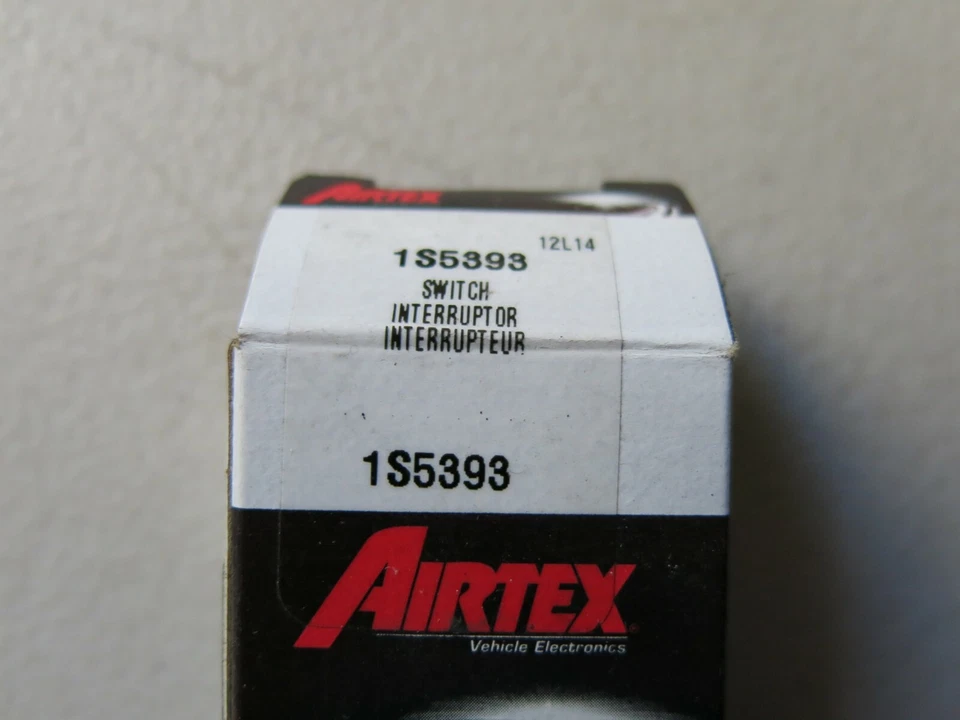 AIRTEX
12L14
1S5393
SWITCH
INTERRUPTOR
INTERRUPTEUR
1S5393
AIRTEX®
Vehicle Electronics